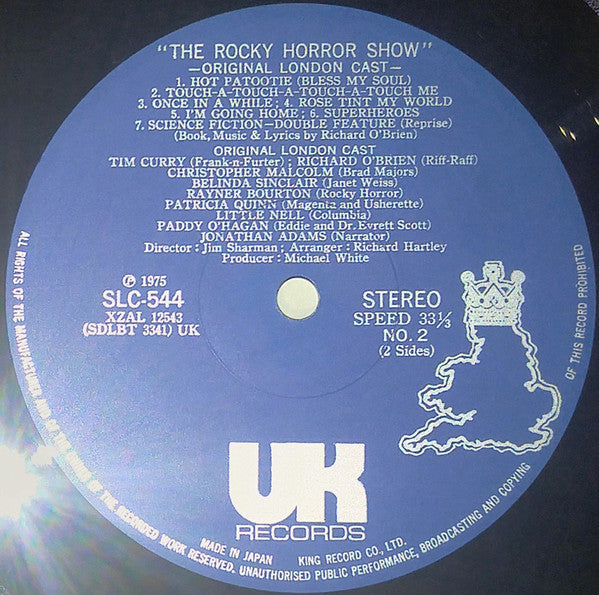 "THE ROCKY HORROR SHOW"
—ORIGINAL LONDON CAST—
1. HOT PATOOTIE (BLESS MY SOUL)
2. TOUCH-A-TOUCH-A-TOUCH-A-TOUCH ME
3. ONCE IN A WHILE ; 4. ROSE TINT MY WORLD
5. I'M GOING HOME ; 6. SUPERHEROES
7. SCIENCE FICTION—DOUBLE FEATURE (Reprise)
(Book, Music & Lyrics by Richard O'Brien)
ORIGINAL LONDON CAST
TIM CURRY (Frank-n-Furter) ; RICHARD O'BRIEN (Riff-Raff)
CHRISTOPHER MALCOLM (Brad Majors)
BELINDA SINCLAIR (Janet Weiss)
RAYNER BOURTON (Rocky Horror)
PATRICIA QUINN (Magenta and Usherette)
LITTLE NELL (Columbia)
PADDY O'HAGAN (Eddie and Dr. Evrett Scott)
JONATHAN ADAMS (Narrator)
Director : Jim Sharman ; Arranger : Richard Hartley
Producer : Michael White
℗ 1975
SLC-544
XZAL 12543
(SDLBT 3341) UK
STEREO
SPEED 33⅓
NO. 2
(2 Sides)
UK
RECORDS
MADE IN JAPAN KING RECORD CO., LTD.
ALL RIGHTS OF THE MANUFACTURER AND OF THE OWNER OF THE RECORDED WORK RESERVED. UNAUTHORISED PUBLIC PERFORMANCE, BROADCASTING AND COPYING OF THIS RECORD PROHIBITED